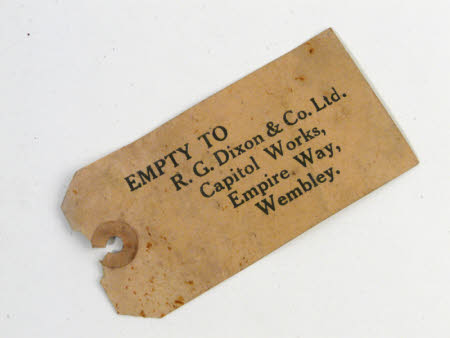 EMPTY TO
R. G. Dixon & Co. Ltd.
Capitol Works,
Empire Way,
Wembley.